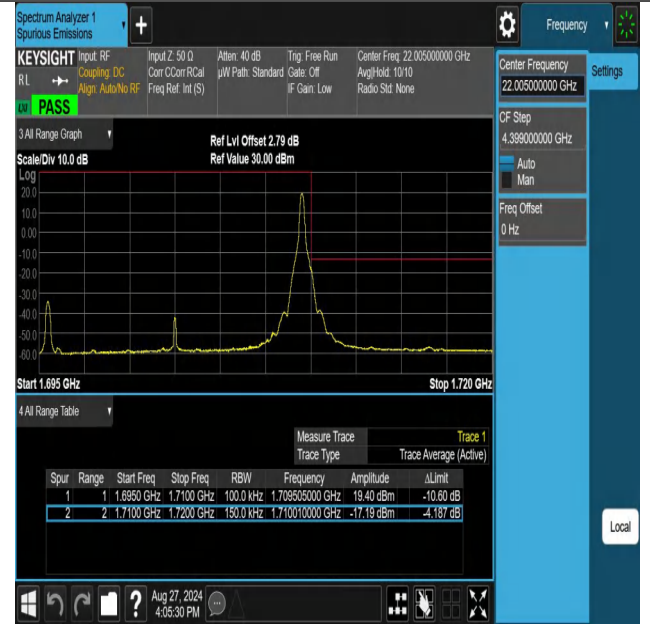 Spectrum Analyzer 1
Spurious Emissions
Frequency
KEYSIGHT Input: RF Input Z: 50 Ω Atten: 40 dB Trig: Free Run Center Freq: 22.005000000 GHz
RL Coupling: DC Corr CCorr RCal µW Path: Standard Gate: Off Avg|Hold: 10/10
Align: Auto/No RF Freq Ref: Int (S) IF Gain: Low Radio Std: None
PASS
Center Frequency
22.005000000 GHz
Settings
CF Step
4.399000000 GHz
Auto
Man
Freq Offset
0 Hz
3 All Range Graph
Ref Lvl Offset 2.79 dB
Scale/Div 10.0 dB Ref Value 30.00 dBm
Log
20.0
10.0
0.00
-10.0
-20.0
-30.0
-40.0
-50.0
-60.0
Start 1.695 GHz Stop 1.720 GHz
4 All Range Table
Measure Trace Trace 1
Trace Type Trace Average (Active)
Spur Range Start Freq Stop Freq RBW Frequency Amplitude ΔLimit
1 1 1.6950 GHz 1.7100 GHz 100.0 kHz 1.709505000 GHz 19.40 dBm -10.60 dB
2 2 1.7100 GHz 1.7200 GHz 150.0 kHz 1.710010000 GHz -17.19 dBm -4.187 dB
Local
Aug 27, 2024
4:05:30 PM